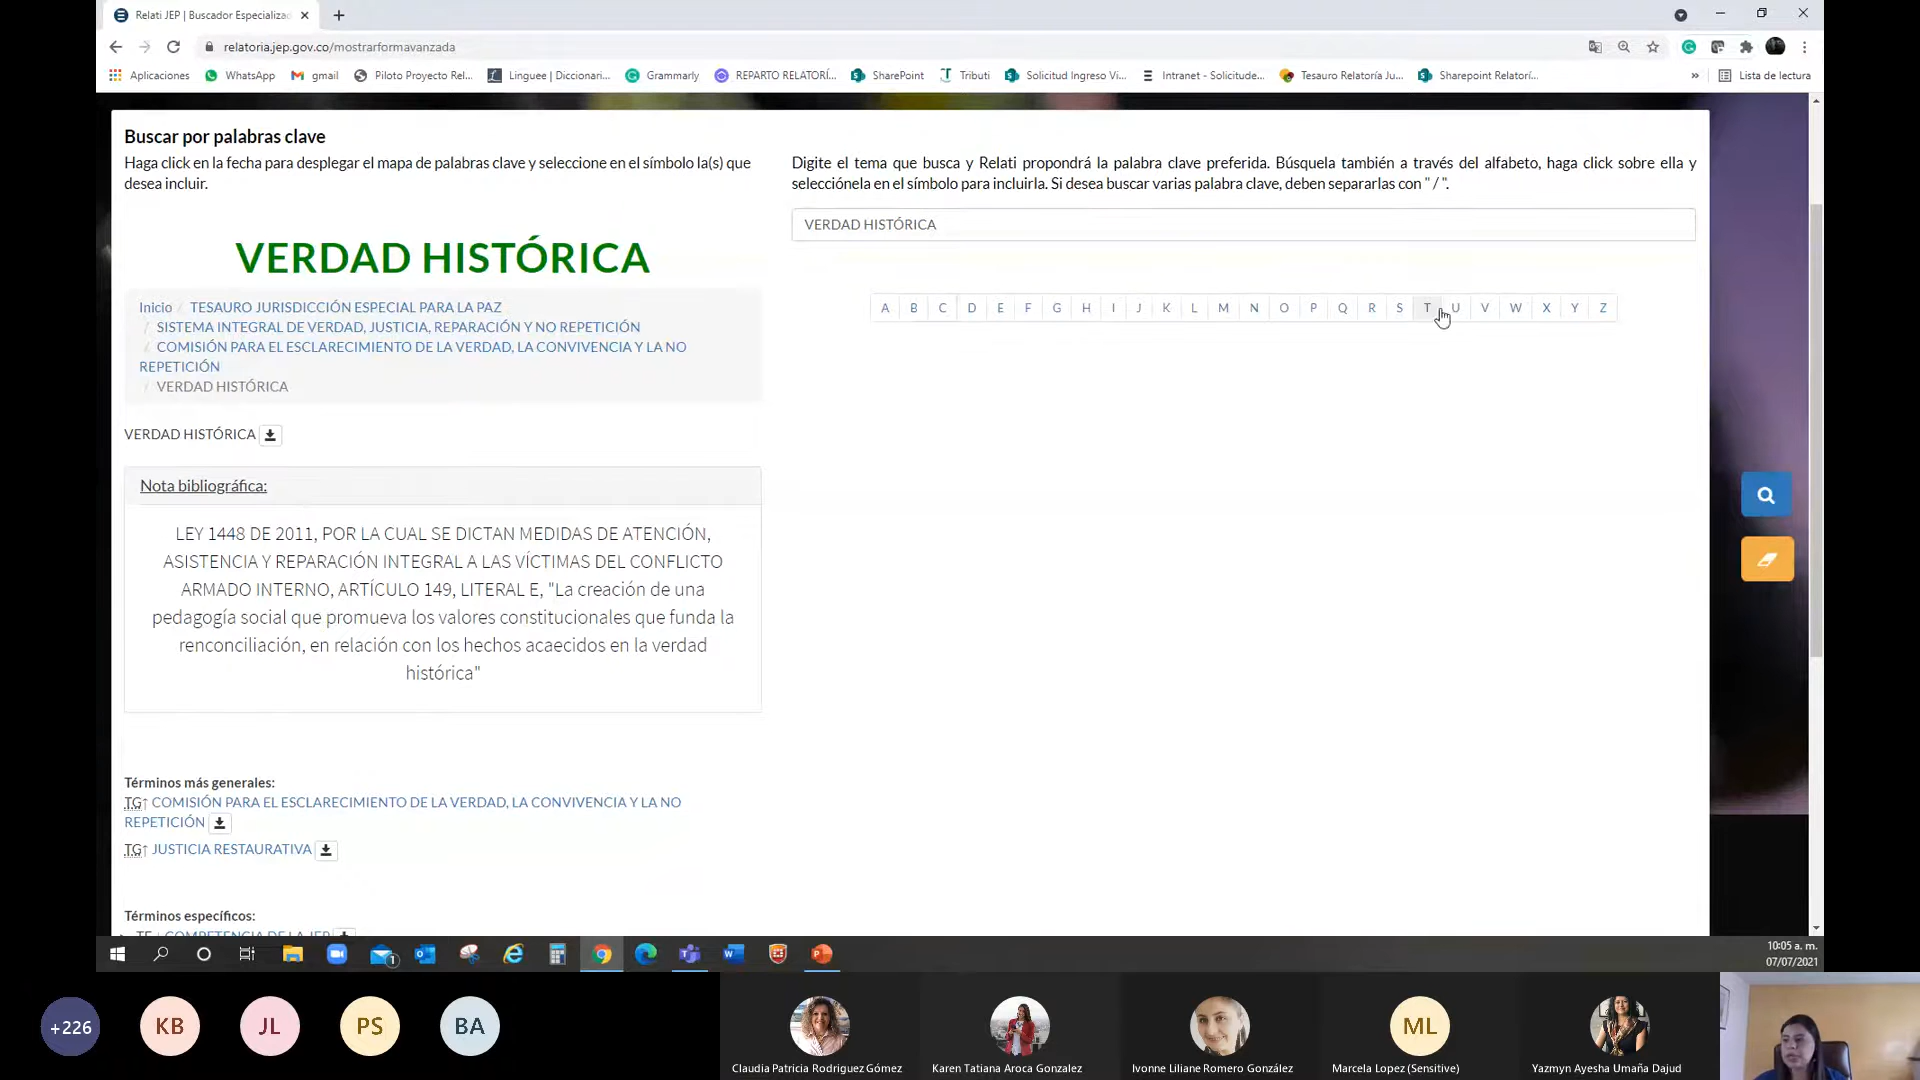 Relati JEP | Buscador Especializad
relatoria.jep.gov.co/mostrarformavanzada
Aplicaciones
WhatsApp
gmail
Piloto Proyecto Rel...
Linguee | Diccionari...
Grammarly
REPARTO RELATORÍ...
SharePoint
Tributi
Solicitud Ingreso Vi...
Intranet - Solicitude...
Tesauro Relatoría Ju...
Sharepoint Relatorí...
»
Lista de lectura
Buscar por palabras clave
Haga click en la fecha para desplegar el mapa de palabras clave y seleccione en el símbolo la(s) que
desea incluir.
VERDAD HISTÓRICA
Inicio / TESAURO JURISDICCIÓN ESPECIAL PARA LA PAZ
/ SISTEMA INTEGRAL DE VERDAD, JUSTICIA, REPARACIÓN Y NO REPETICIÓN
/ COMISIÓN PARA EL ESCLARECIMIENTO DE LA VERDAD, LA CONVIVENCIA Y LA NO
REPETICIÓN
/ VERDAD HISTÓRICA
VERDAD HISTÓRICA
Nota bibliográfica:
LEY 1448 DE 2011, POR LA CUAL SE DICTAN MEDIDAS DE ATENCIÓN,
ASISTENCIA Y REPARACIÓN INTEGRAL A LAS VÍCTIMAS DEL CONFLICTO
ARMADO INTERNO, ARTÍCULO 149, LITERAL E, "La creación de una
pedagogía social que promueva los valores constitucionales que funda la
renconciliación, en relación con los hechos acaecidos en la verdad
histórica"
Términos más generales:
TG↑ COMISIÓN PARA EL ESCLARECIMIENTO DE LA VERDAD, LA CONVIVENCIA Y LA NO
REPETICIÓN
TG↑ JUSTICIA RESTAURATIVA
Términos específicos:
TE COMPETENCIA DE LA JEP
Digite el tema que busca y Relati propondrá la palabra clave preferida. Búsquela también a través del alfabeto, haga click sobre ella y
selecciónela en el símbolo para incluirla. Si desea buscar varias palabra clave, deben separarlas con " / ".
VERDAD HISTÓRICA
A B C D E F G H I J K L M N O P Q R S T U V W X Y Z
1
10:05 a. m.
07/07/2021
+226
KB
JL
PS
BA
ML
Claudia Patricia Rodriguez Gómez
Karen Tatiana Aroca Gonzalez
Ivonne Liliane Romero González
Marcela Lopez (Sensitive)
Yazmyn Ayesha Umaña Dajud